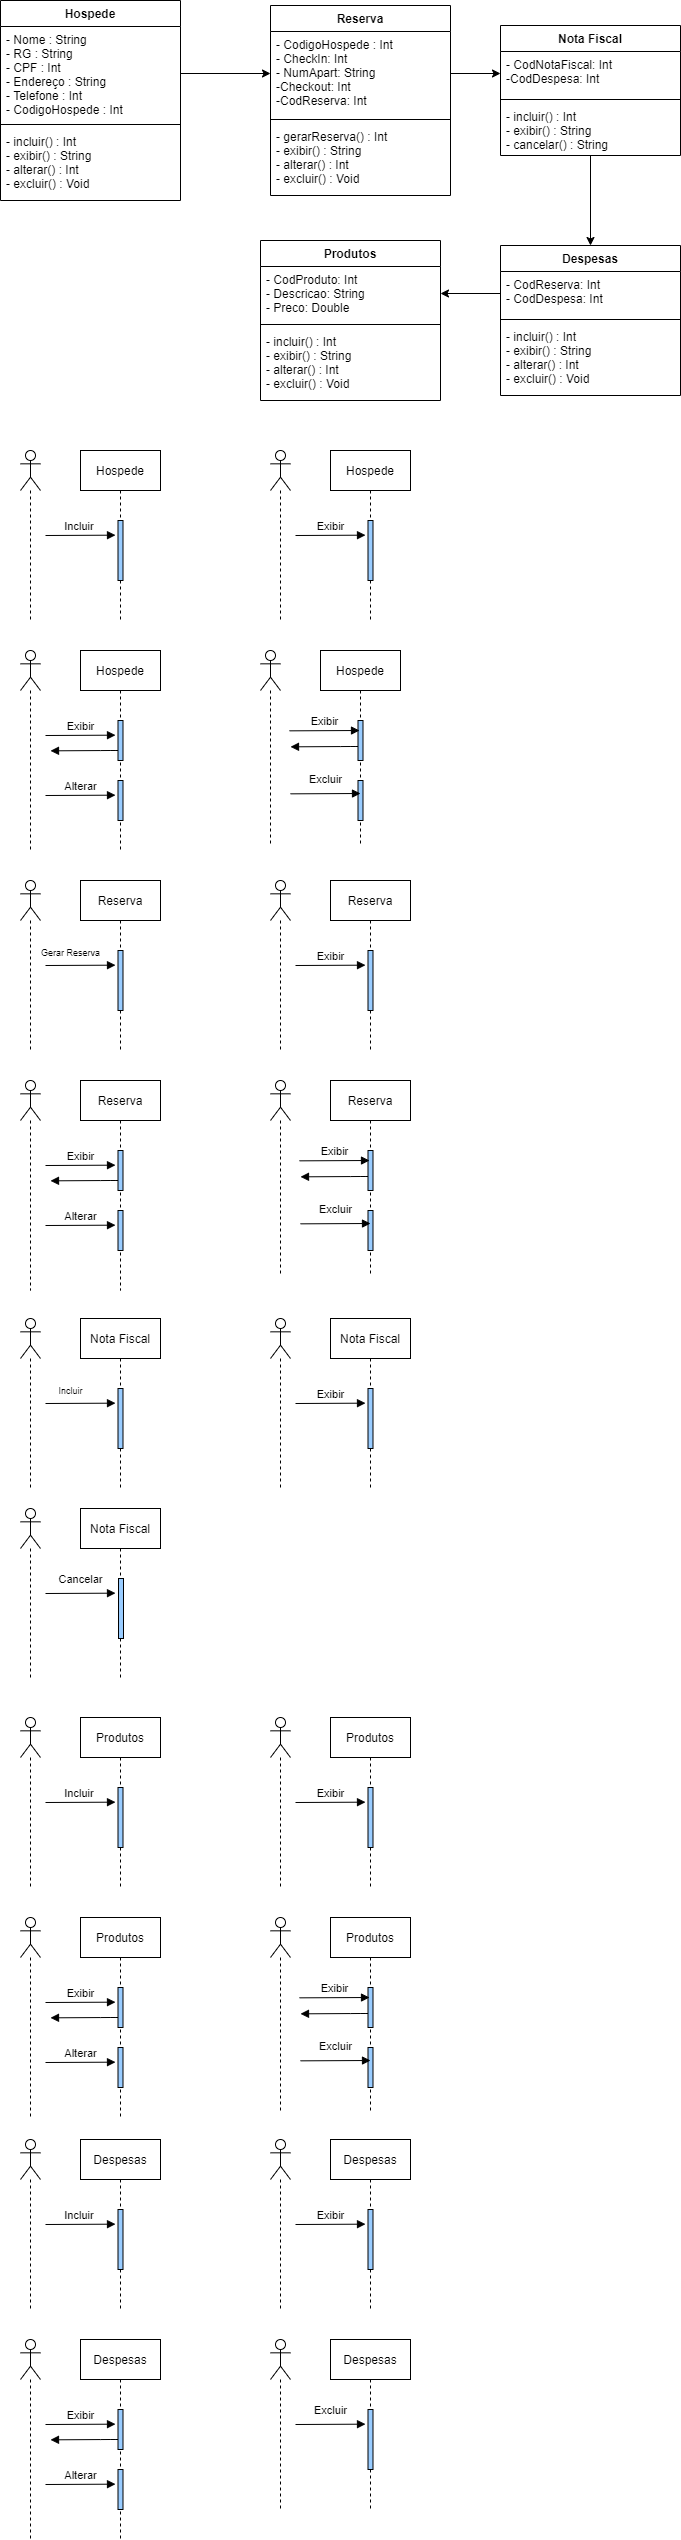 Hospede
- Nome : String
- RG : String
- CPF : Int
- Endereço : String
- Telefone : Int
- CodigoHospede : Int
- incluir() : Int
- exibir() : String
- alterar() : Int
- excluir() : Void
Reserva
- CodigoHospede : Int
- CheckIn: Int
- NumApart: String
-Checkout: Int
-CodReserva: Int
- gerarReserva() : Int
- exibir() : String
- alterar() : Int
- excluir() : Void
Nota Fiscal
- CodNotaFiscal: Int
-CodDespesa: Int
- incluir() : Int
- exibir() : String
- cancelar() : String
Produtos
- CodProduto: Int
- Descricao: String
- Preco: Double
- incluir() : Int
- exibir() : String
- alterar() : Int
- excluir() : Void
Despesas
- CodReserva: Int
- CodDespesa: Int
- incluir() : Int
- exibir() : String
- alterar() : Int
- excluir() : Void
Hospede
Incluir
Hospede
Exibir
Hospede
Exibir
Alterar
Hospede
Exibir
Excluir
Reserva
Gerar Reserva
Reserva
Exibir
Reserva
Exibir
Alterar
Reserva
Exibir
Excluir
Nota Fiscal
Incluir
Nota Fiscal
Exibir
Nota Fiscal
Cancelar
Produtos
Incluir
Produtos
Exibir
Produtos
Exibir
Alterar
Produtos
Exibir
Excluir
Despesas
Incluir
Despesas
Exibir
Despesas
Exibir
Alterar
Despesas
Excluir